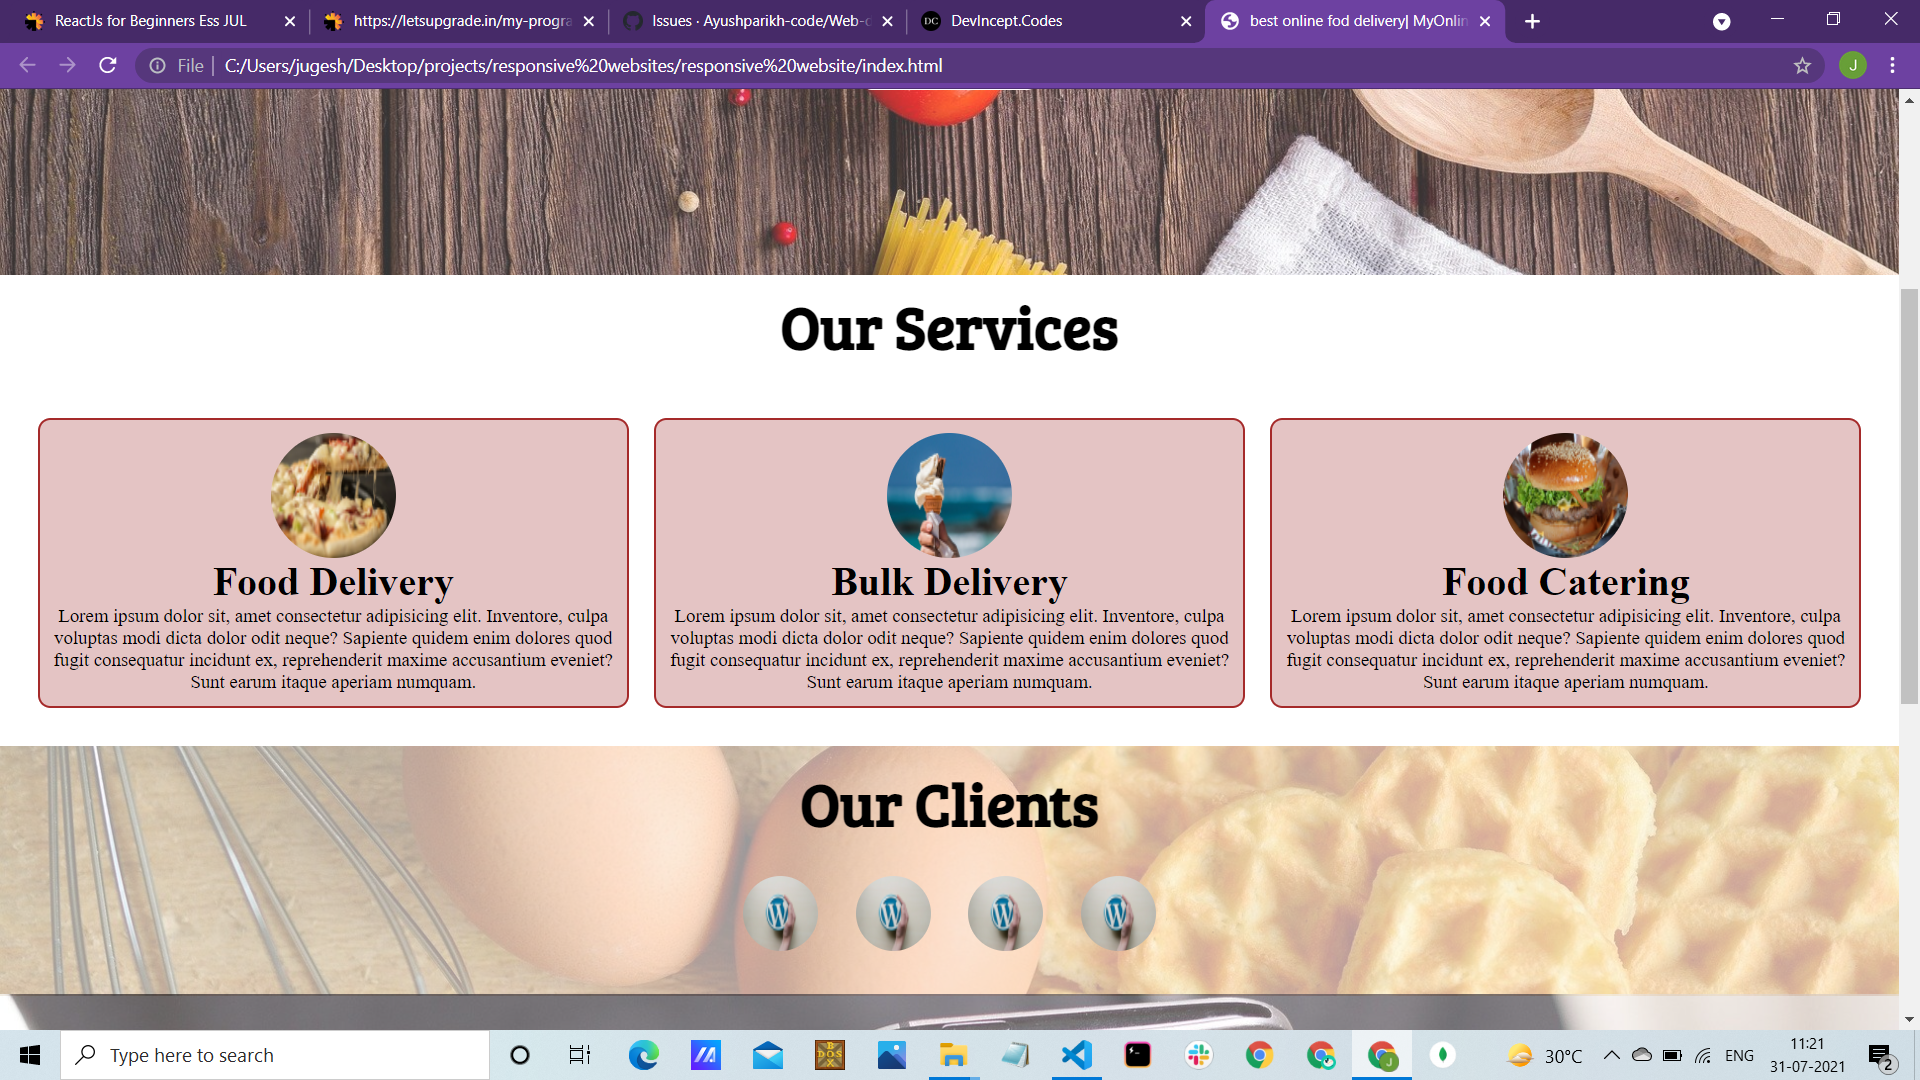 ReactJs for Beginners Ess JUL
https://letsupgrade.in/my-progra
Issues · Ayushparikh-code/Web-d
DC DevIncept.Codes
best online fod delivery| MyOnlin
File | C:/Users/jugesh/Desktop/projects/responsive%20websites/responsive%20website/index.html
J
Our Services
Food Delivery
Lorem ipsum dolor sit, amet consectetur adipisicing elit. Inventore, culpa
voluptas modi dicta dolor odit neque? Sapiente quidem enim dolores quod
fugit consequatur incidunt ex, reprehenderit maxime accusantium eveniet?
Sunt earum itaque aperiam numquam.
Bulk Delivery
Lorem ipsum dolor sit, amet consectetur adipisicing elit. Inventore, culpa
voluptas modi dicta dolor odit neque? Sapiente quidem enim dolores quod
fugit consequatur incidunt ex, reprehenderit maxime accusantium eveniet?
Sunt earum itaque aperiam numquam.
Food Catering
Lorem ipsum dolor sit, amet consectetur adipisicing elit. Inventore, culpa
voluptas modi dicta dolor odit neque? Sapiente quidem enim dolores quod
fugit consequatur incidunt ex, reprehenderit maxime accusantium eveniet?
Sunt earum itaque aperiam numquam.
Our Clients
W W W W
Type here to search
30°C
ENG
11:21
31-07-2021
2